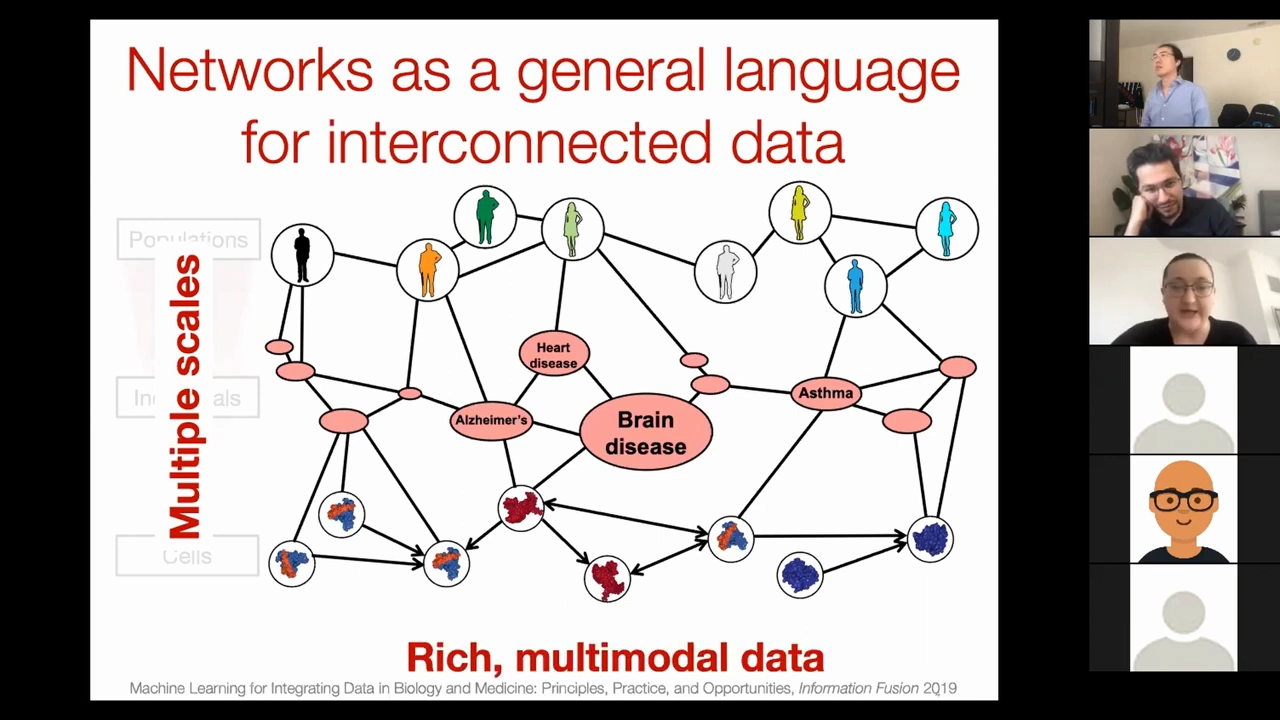 Networks as a general language
for interconnected data
Populations
Multiple scales
Cells
Heart
disease
Alzheimer's
Brain
disease
Asthma
Rich, multimodal data
Machine Learning for Integrating Data in Biology and Medicine: Principles, Practice, and Opportunities, Information Fusion 2019